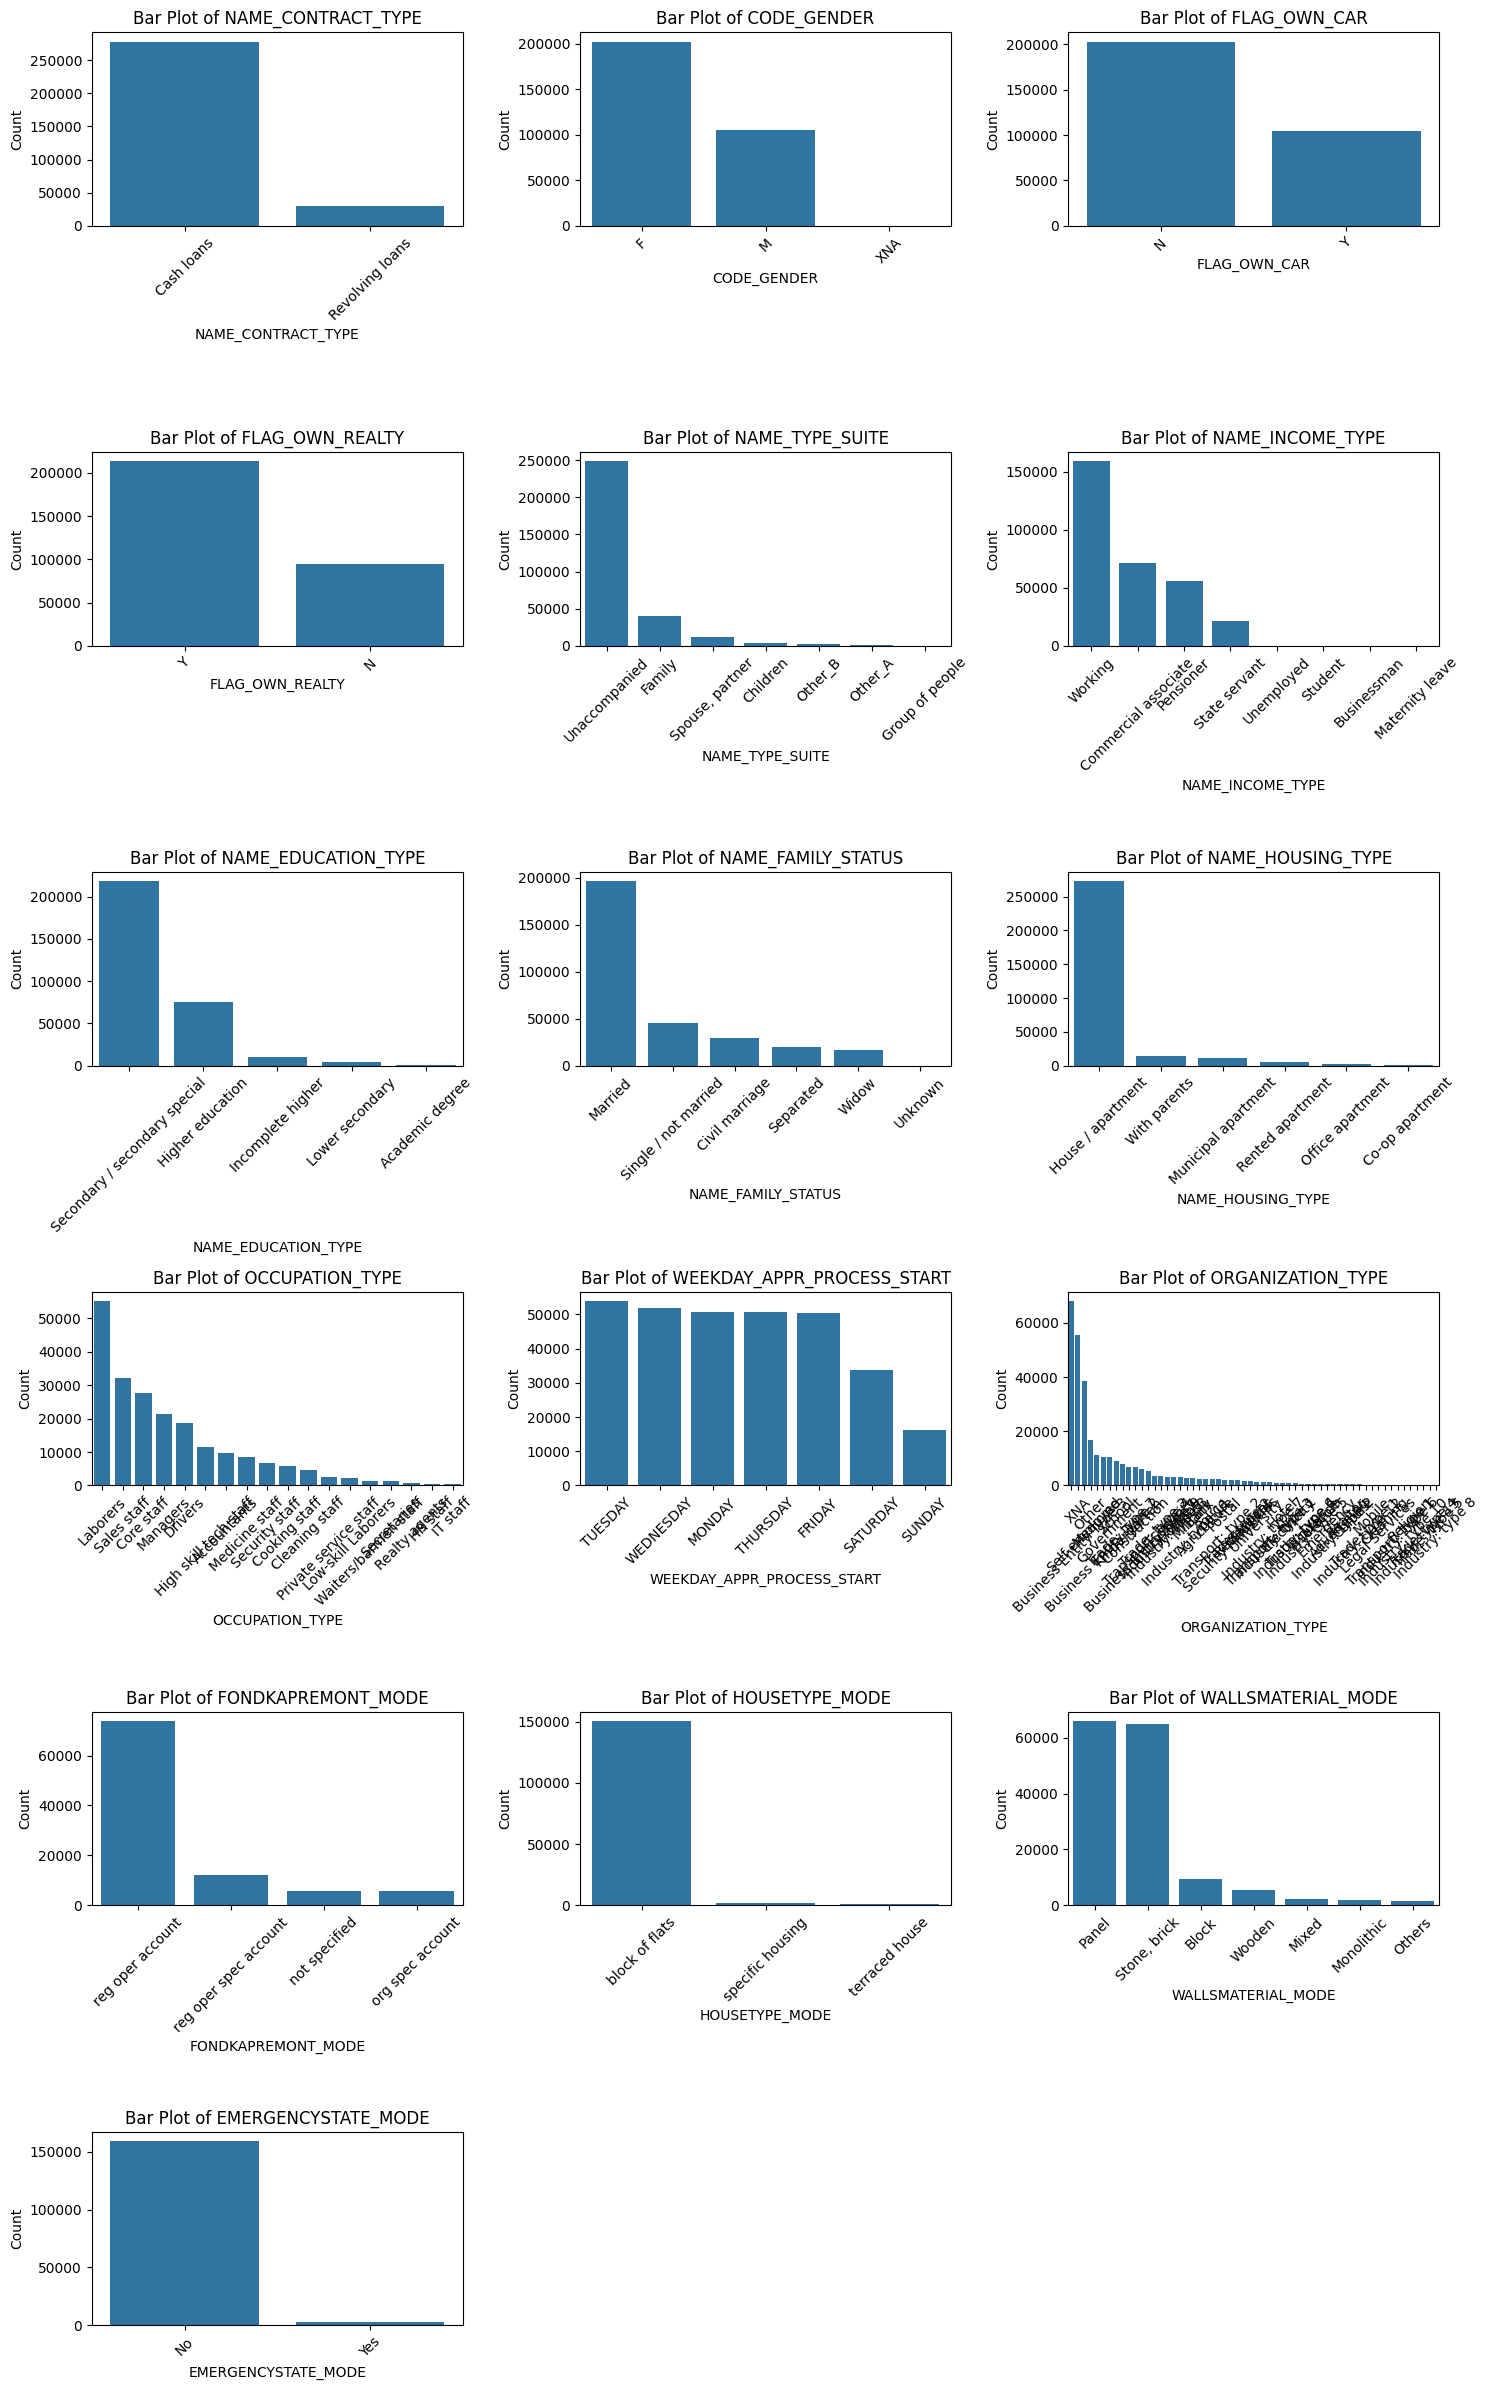 Bar Plot of NAME_CONTRACT_TYPE
Count
250000
200000
150000
100000
50000
0
Cash loans
Revolving loans
NAME_CONTRACT_TYPE
Bar Plot of CODE_GENDER
Count
200000
150000
100000
50000
0
F
M
XNA
CODE_GENDER
Bar Plot of FLAG_OWN_CAR
Count
200000
150000
100000
50000
0
N
Y
FLAG_OWN_CAR
Bar Plot of FLAG_OWN_REALTY
Count
200000
150000
100000
50000
0
Y
N
FLAG_OWN_REALTY
Bar Plot of NAME_TYPE_SUITE
Count
250000
200000
150000
100000
50000
0
Unaccompanied
Family
Spouse, partner
Children
Other_B
Other_A
Group of people
NAME_TYPE_SUITE
Bar Plot of NAME_INCOME_TYPE
Count
150000
100000
50000
0
Working
Commercial associate
Pensioner
State servant
Unemployed
Student
Businessman
Maternity leave
NAME_INCOME_TYPE
Bar Plot of NAME_EDUCATION_TYPE
Count
200000
150000
100000
50000
0
Secondary / secondary special
Higher education
Incomplete higher
Lower secondary
Academic degree
NAME_EDUCATION_TYPE
Bar Plot of NAME_FAMILY_STATUS
Count
200000
150000
100000
50000
0
Married
Single / not married
Civil marriage
Separated
Widow
Unknown
NAME_FAMILY_STATUS
Bar Plot of NAME_HOUSING_TYPE
Count
250000
200000
150000
100000
50000
0
House / apartment
With parents
Municipal apartment
Rented apartment
Office apartment
Co-op apartment
NAME_HOUSING_TYPE
Bar Plot of OCCUPATION_TYPE
Count
50000
40000
30000
20000
10000
0
Laborers
Sales staff
Core staff
Managers
Drivers
High skill tech staff
Accountants
Medicine staff
Security staff
Cooking staff
Cleaning staff
Private service staff
Low-skill Laborers
Waiters/barmen staff
Secretaries
Realty agents
HR staff
IT staff
OCCUPATION_TYPE
Bar Plot of WEEKDAY_APPR_PROCESS_START
Count
50000
40000
30000
20000
10000
0
TUESDAY
WEDNESDAY
MONDAY
THURSDAY
FRIDAY
SATURDAY
SUNDAY
WEEKDAY_APPR_PROCESS_START
Bar Plot of ORGANIZATION_TYPE
Count
60000
40000
20000
0
XNA
Other
Industry: type 8
ORGANIZATION_TYPE
Bar Plot of FONDKAPREMONT_MODE
Count
60000
40000
20000
0
reg oper account
reg oper spec account
not specified
org spec account
FONDKAPREMONT_MODE
Bar Plot of HOUSETYPE_MODE
Count
150000
100000
50000
0
block of flats
specific housing
terraced house
HOUSETYPE_MODE
Bar Plot of WALLSMATERIAL_MODE
Count
60000
40000
20000
0
Panel
Stone, brick
Block
Wooden
Mixed
Monolithic
Others
WALLSMATERIAL_MODE
Bar Plot of EMERGENCYSTATE_MODE
Count
150000
100000
50000
0
No
Yes
EMERGENCYSTATE_MODE